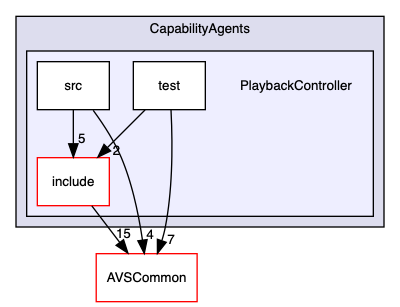 CapabilityAgents
src
test
PlaybackController
5
2
include
15
4
7
AVSCommon